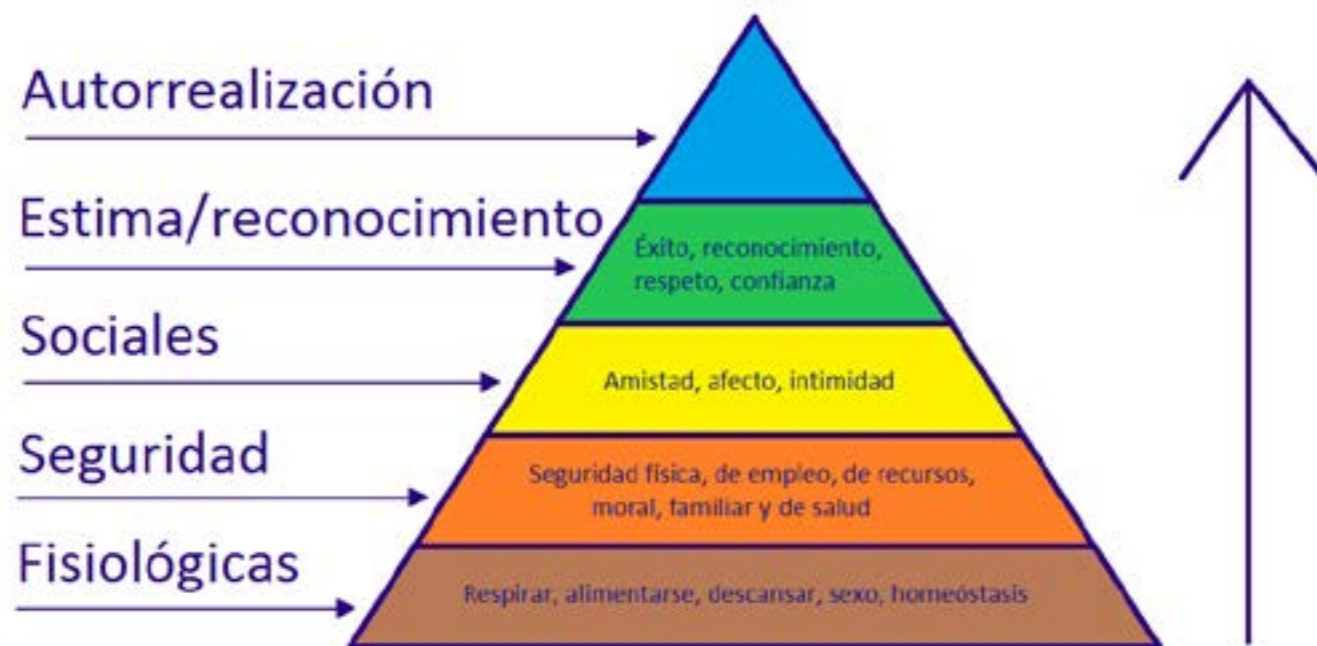 Autorrealización
Estima/reconocimiento
Éxito, reconocimiento,
respeto, confianza
Sociales
Amistad, afecto, intimidad
Seguridad
Seguridad física, de empleo, de recursos,
moral, familiar y de salud
Fisiológicas
Respirar, alimentarse, descansar, sexo, homeóstasis